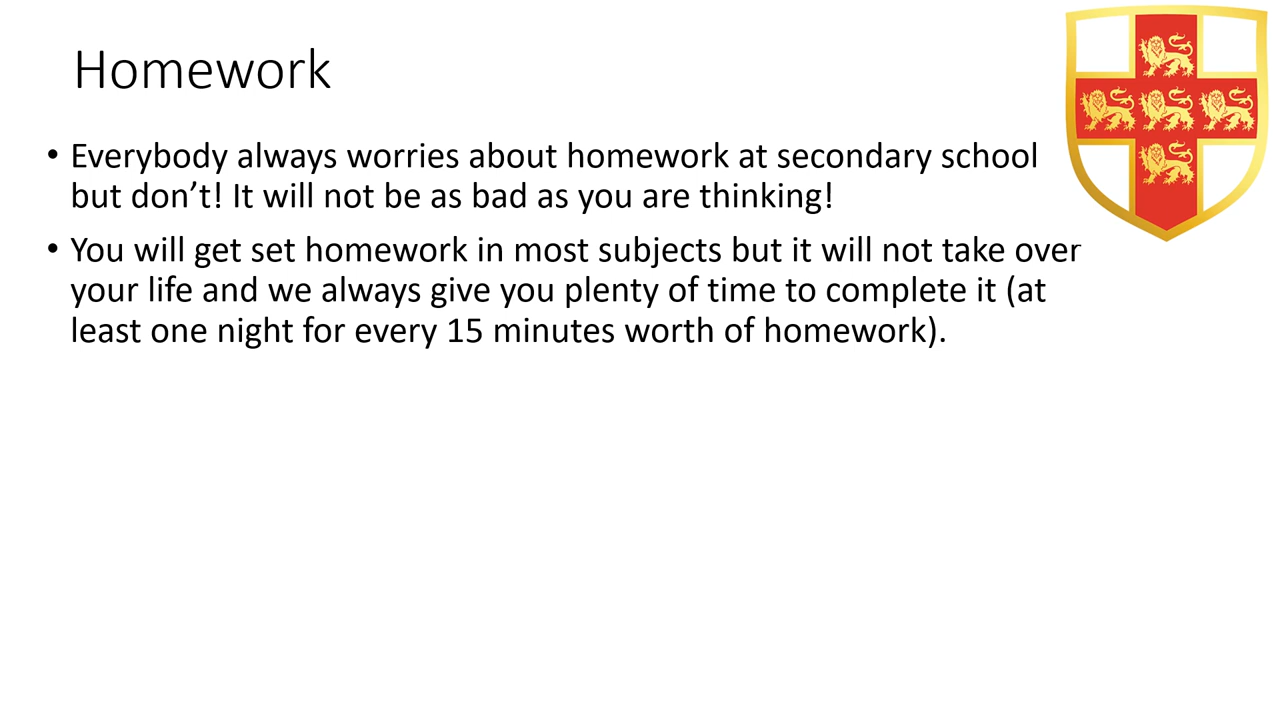 Homework
• Everybody always worries about homework at secondary school
but don’t! It will not be as bad as you are thinking!
• You will get set homework in most subjects but it will not take over
your life and we always give you plenty of time to complete it (at
least one night for every 15 minutes worth of homework).